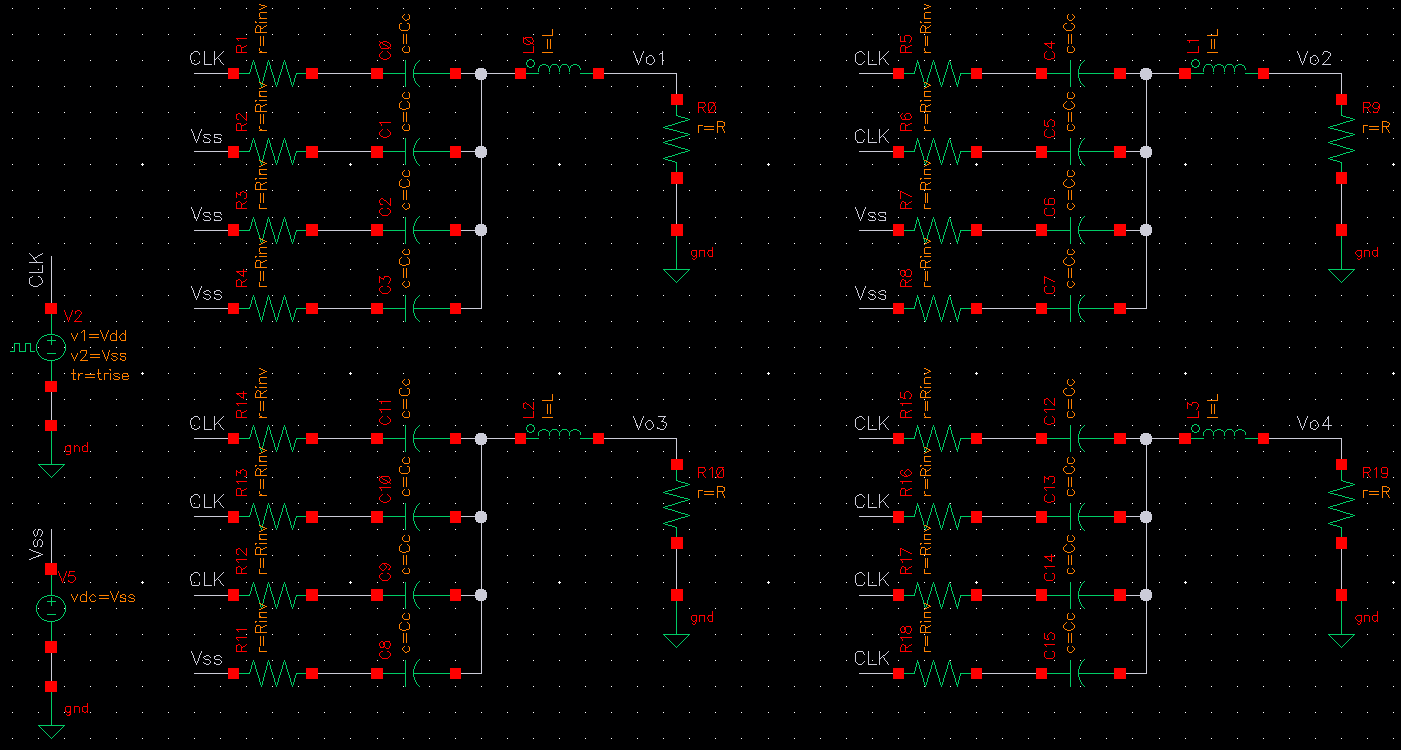 CLK
R1
r=Rinv
C0
c=Cc
L0
l=L
Vo1
Vss
R2
r=Rinv
C1
c=Cc
R0
r=R
Vss
R3
r=Rinv
C2
c=Cc
gnd
Vss
R4
r=Rinv
C3
c=Cc
CLK
R5
r=Rinv
C4
c=Cc
L1
l=L
Vo2
CLK
R6
r=Rinv
C5
c=Cc
R9
r=R
Vss
R7
r=Rinv
C6
c=Cc
gnd
Vss
R8
r=Rinv
C7
c=Cc
CLK
V2
v1=Vdd
v2=Vss
tr=trise
gnd
Vss
V5
vdc=Vss
gnd
CLK
R14
r=Rinv
C11
c=Cc
L2
l=L
Vo3
CLK
R13
r=Rinv
C10
c=Cc
R10
r=R
CLK
R12
r=Rinv
C9
c=Cc
gnd
Vss
R11
r=Rinv
C8
c=Cc
CLK
R15
r=Rinv
C12
c=Cc
L3
l=L
Vo4
CLK
R16
r=Rinv
C13
c=Cc
R19
r=R
CLK
R17
r=Rinv
C14
c=Cc
gnd
CLK
R18
r=Rinv
C15
c=Cc